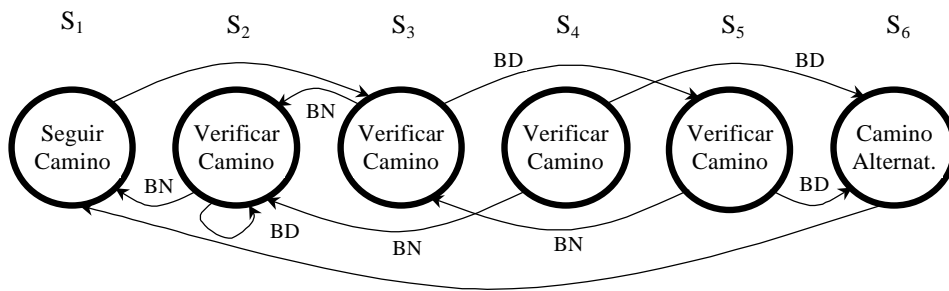 S₁ S₂ S₃ S₄ S₅ S₆
BD BD
BN
Seguir Camino
Verificar Camino
Verificar Camino
Verificar Camino
Verificar Camino
Camino Alternat.
BN
BD
BD
BN
BN